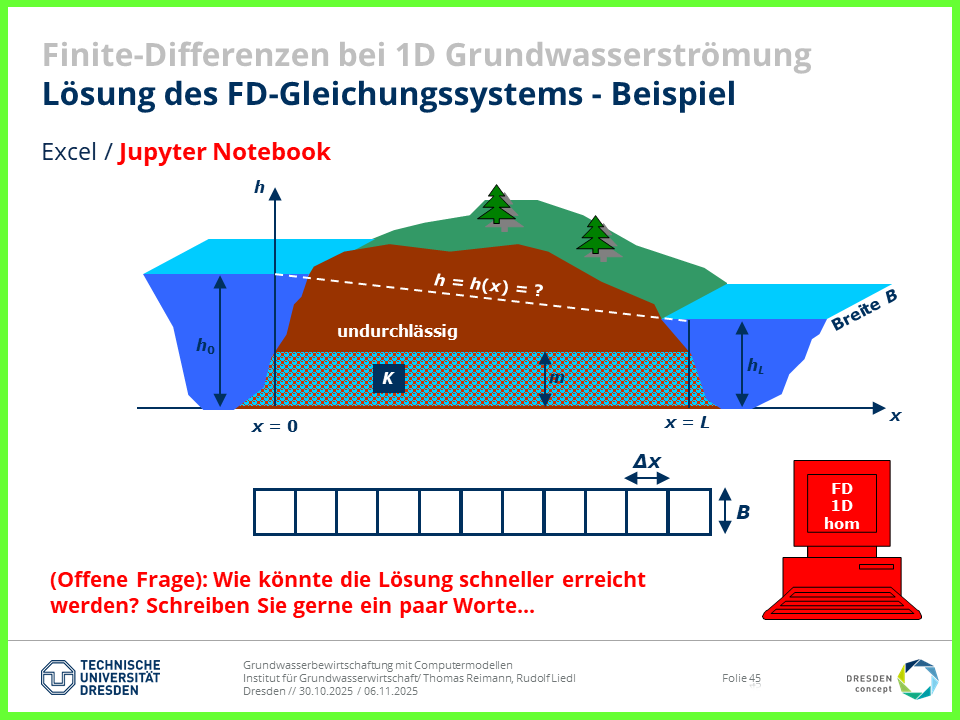 Finite-Differenzen bei 1D Grundwasserströmung
Lösung des FD-Gleichungssystems - Beispiel
Excel / Jupyter Notebook
h
h = h(x) = ?
undurchlässig
Breite B
h₀
h_L
K
m
x
x = 0
x = L
Δx
B
FD
1D
hom
(Offene Frage): Wie könnte die Lösung schneller erreicht
werden? Schreiben Sie gerne ein paar Worte...
TECHNISCHE
UNIVERSITÄT
DRESDEN
Grundwasserbewirtschaftung mit Computermodellen
Institut für Grundwasserwirtschaft/ Thomas Reimann, Rudolf Liedl
Dresden // 30.10.2025 / 06.11.2025
Folie 45
DRESDEN
concept